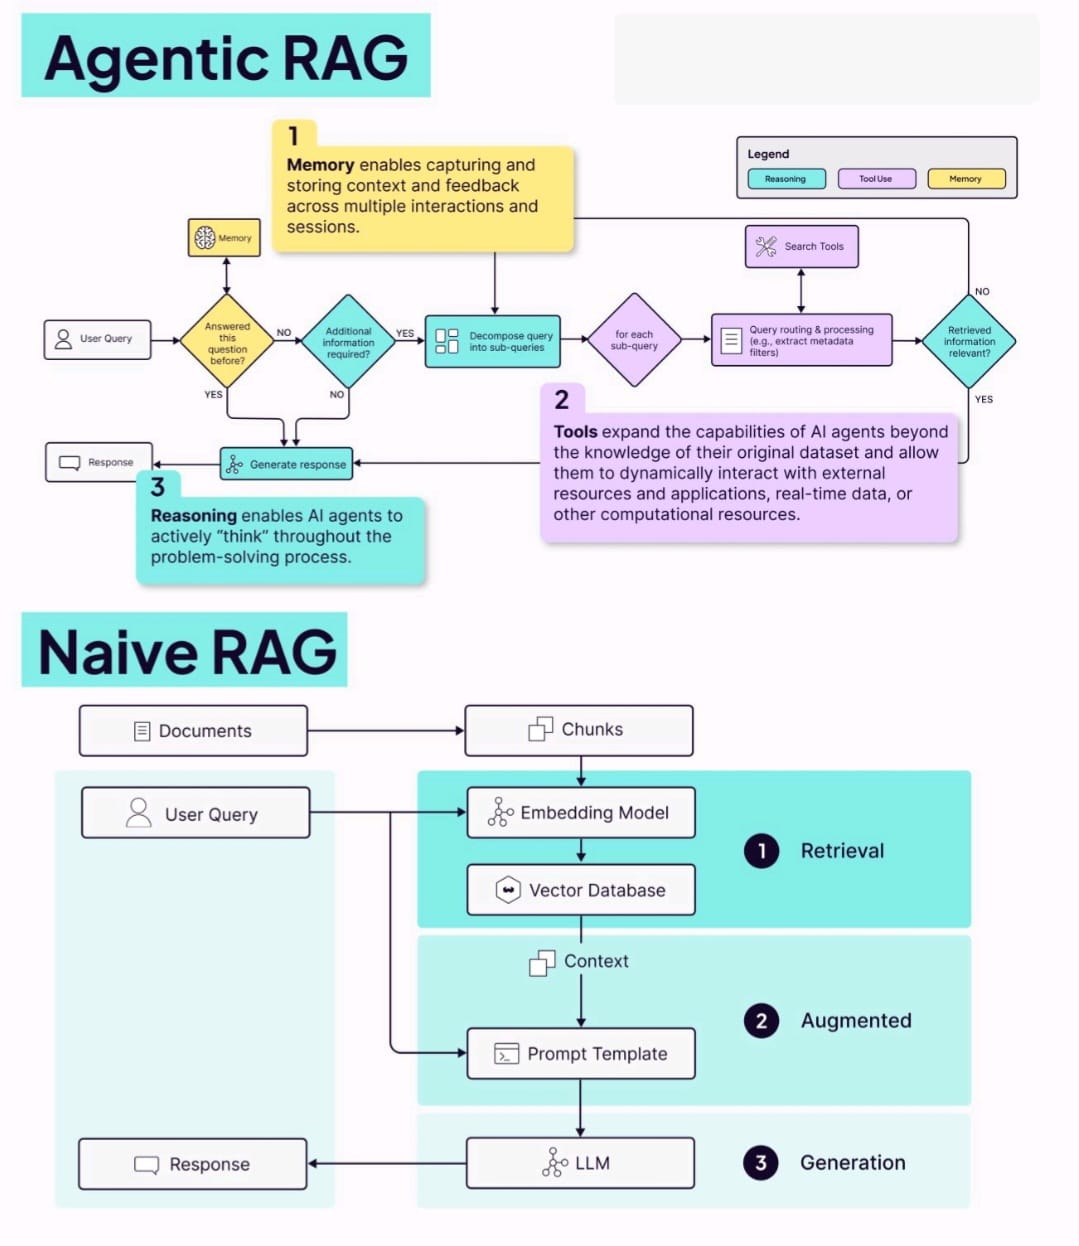 Agentic RAG
1
Memory enables capturing and
storing context and feedback
across multiple interactions and
sessions.
Legend
Reasoning
Tool Use
Memory
Memory
Search Tools
User Query
Answered
this
question
before?
NO
Additional
information
required?
YES
Decompose query
into sub-queries
for each
sub-query
Query routing & processing
(e.g., extract metadata
filters)
NO
Retrieved
information
relevant?
YES
YES
NO
2
Tools expand the capabilities of AI agents beyond
the knowledge of their original dataset and allow
them to dynamically interact with external
resources and applications, real-time data, or
other computational resources.
Response
Generate response
3
Reasoning enables AI agents to
actively “think” throughout the
problem-solving process.
Naive RAG
Documents
Chunks
User Query
Embedding Model
1 Retrieval
Vector Database
Context
2 Augmented
Prompt Template
Response
LLM
3 Generation